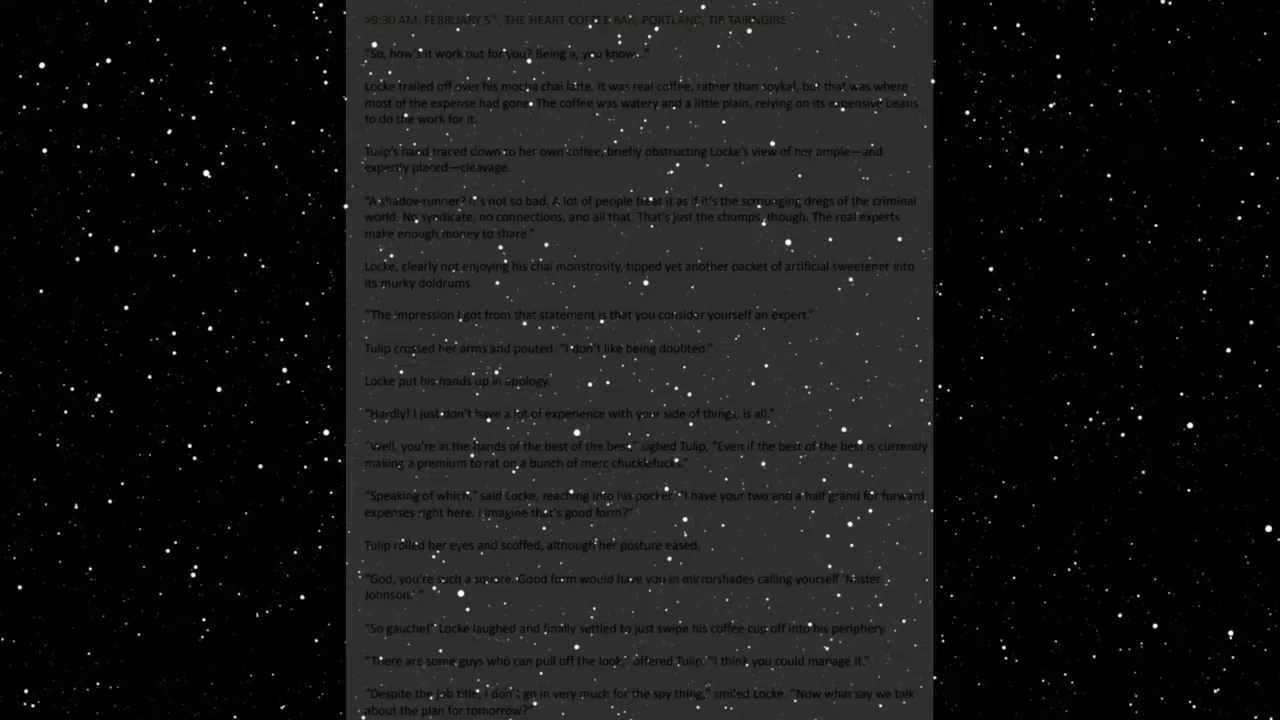 >9:30 AM. FEBRUARY 5TH, THE HEART COFFEE BAR, PORTLAND, TIP TAIRNGIRE
"So, how's it work out for you? Being a, you know..."
Locke trailed off over his mocha chai latte. It was real coffee, rather than soykaf, but that was where
most of the expense had gone. The coffee was watery and a little plain, relying on its expensive beans
to do the work for it.
Tulip's hand traced down to her own coffee, briefly obstructing Locke's view of her ample—and
expertly placed—cleavage.
"A shadowrunner? It's not so bad. A lot of people treat it as if it's the scrounging dregs of the criminal
world. No syndicate, no connections, and all that. That's just the chumps, though. The real experts
make enough money to share."
Locke, clearly not enjoying his chai monstrosity, tipped yet another packet of artificial sweetener into
its murky doldrums.
"The impression I got from that statement is that you consider yourself an expert."
Tulip crossed her arms and pouted. "I don't like being doubted."
Locke put his hands up in apology.
"Hardly! I just don't have a lot of experience with your side of things, is all."
"Well, you're in the hands of the best of the best," sighed Tulip, "Even if the best of the best is currently
making a premium to rat on a bunch of merc chucklefucks."
"Speaking of which," said Locke, reaching into his pocket. "I have your two and a half grand for forward
expenses right here. I imagine that's good form?"
Tulip rolled her eyes and scoffed, although her posture eased.
"God, you're such a square. Good form would have you in mirrorshades calling yourself 'Mister
Johnson.' "
"So gauche!" Locke laughed and finally settled to just swipe his coffee cup off into his periphery.
"There are some guys who can pull off the look," offered Tulip. "I think you could manage it."
"Despite the job title, I don't go in very much for the spy thing," smiled Locke. "Now what say we talk
about the plan for tomorrow?"